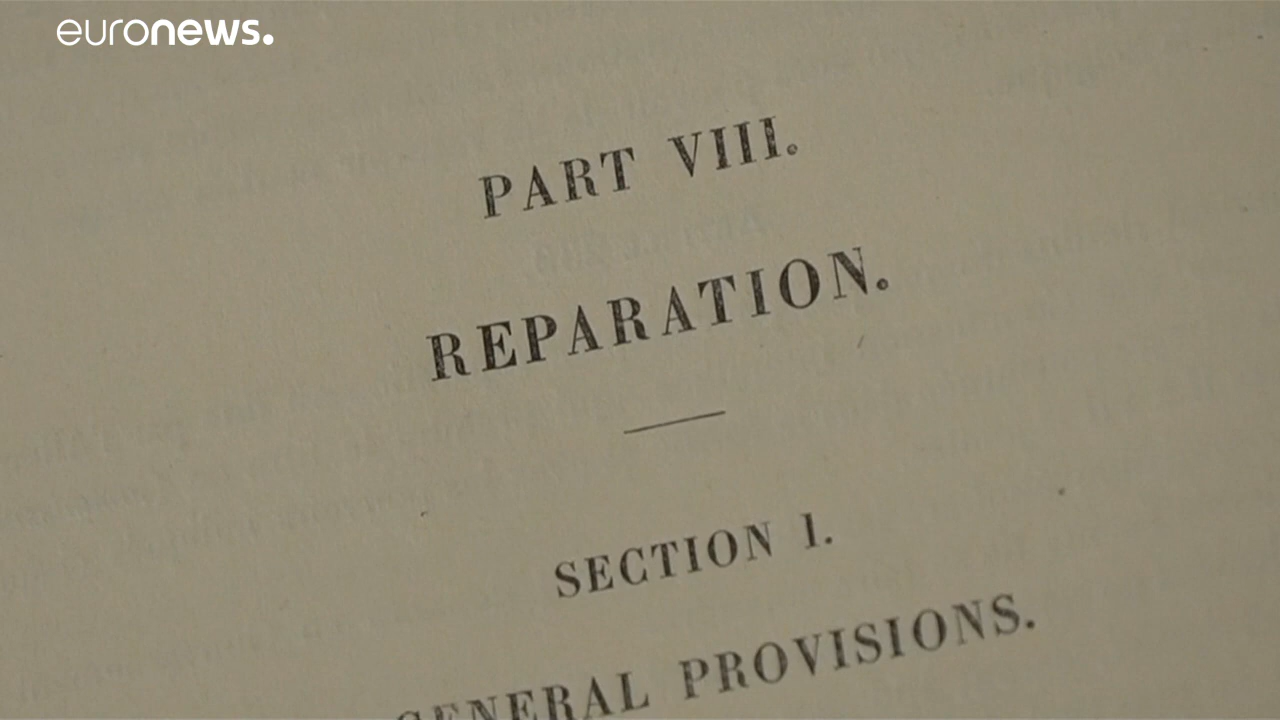 euronews.
PART VIII.
REPARATION.
SECTION I.
GENERAL PROVISIONS.